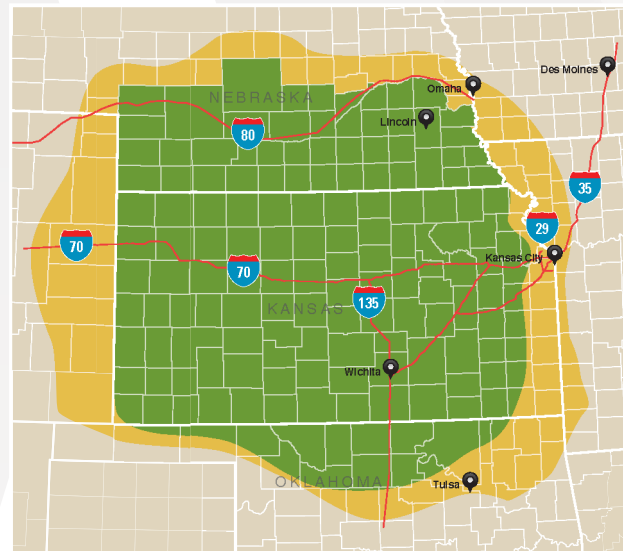 Des Moines
Omaha
NEBRASKA
Lincoln
80
35
29
70
Kansas City
70
135
KANSAS
Wichita
OKLAHOMA
Tulsa